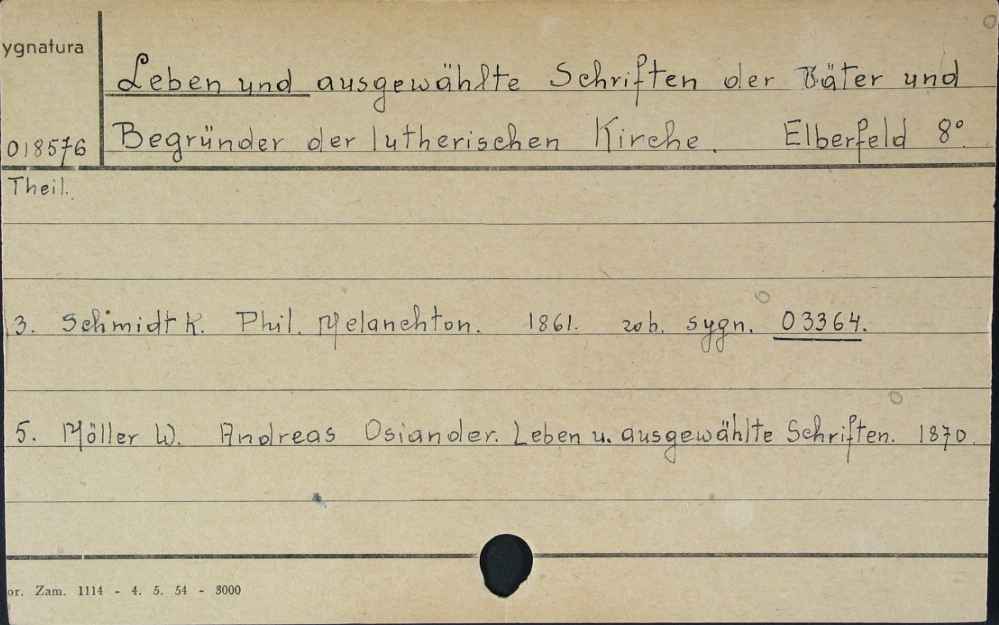 ygnatura
Leben und ausgewählte Schriften der Väter und
018576 Begründer der lutherischen Kirche. Elberfeld 8°.
Theil.
3. Schmidt K. Phil. Melanchton. 1861. zob. sygn. 03364.
5. Möller W. Andreas Osiander. Leben u. ausgewählte Schriften. 1870.
or. Zam. 1114 - 4. 5. 54 - 3000